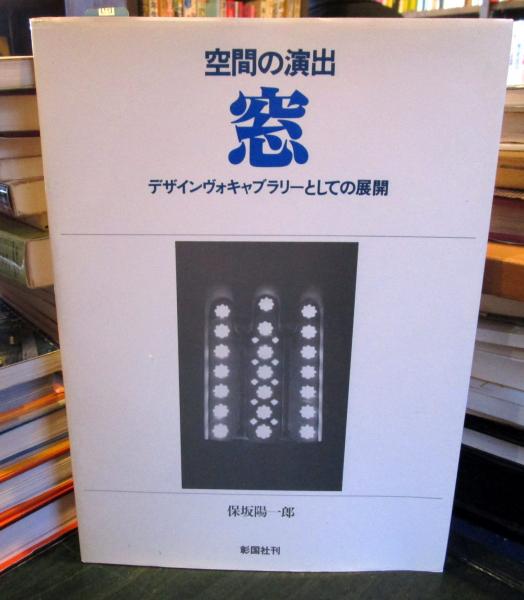 空間の演出
窓
デザインヴォキャブラリーとしての展開
保坂陽一郎
彰国社刊